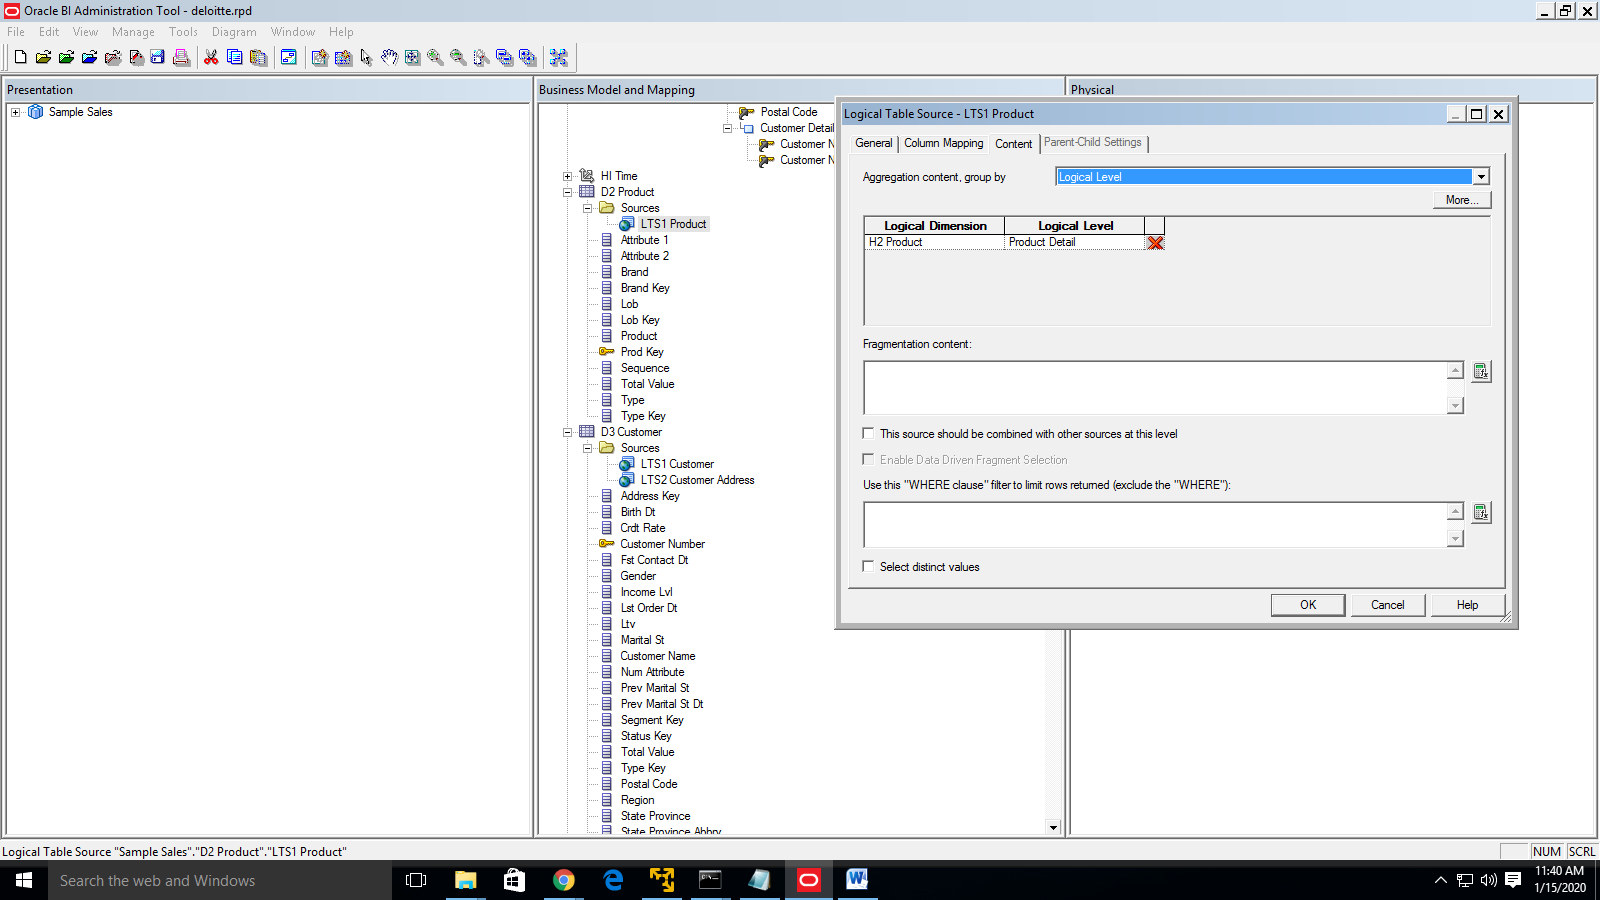 Oracle BI Administration Tool - deloitte.rpd
File Edit View Manage Tools Diagram Window Help
Presentation
Sample Sales
Business Model and Mapping
Postal Code
Customer Detail
Customer N
Customer N
HI Time
D2 Product
Sources
LTS1 Product
Attribute 1
Attribute 2
Brand
Brand Key
Lob
Lob Key
Product
Prod Key
Sequence
Total Value
Type
Type Key
D3 Customer
Sources
LTS1 Customer
LTS2 Customer Address
Address Key
Birth Dt
Crdt Rate
Customer Number
Fst Contact Dt
Gender
Income Lvl
Lst Order Dt
Ltv
Marital St
Customer Name
Num Attribute
Prev Marital St
Prev Marital St Dt
Segment Key
Status Key
Total Value
Type Key
Postal Code
Region
State Province
State Province Abbrv
Physical
Logical Table Source - LTS1 Product
General Column Mapping Content Parent-Child Settings
Aggregation content, group by Logical Level
More...
Logical Dimension Logical Level
H2 Product Product Detail
Fragmentation content:
This source should be combined with other sources at this level
Enable Data Driven Fragment Selection
Use this "WHERE clause" filter to limit rows returned (exclude the "WHERE"):
Select distinct values
OK Cancel Help
Logical Table Source "Sample Sales"."D2 Product"."LTS1 Product"
NUM SCRL
Search the web and Windows
11:40 AM
1/15/2020